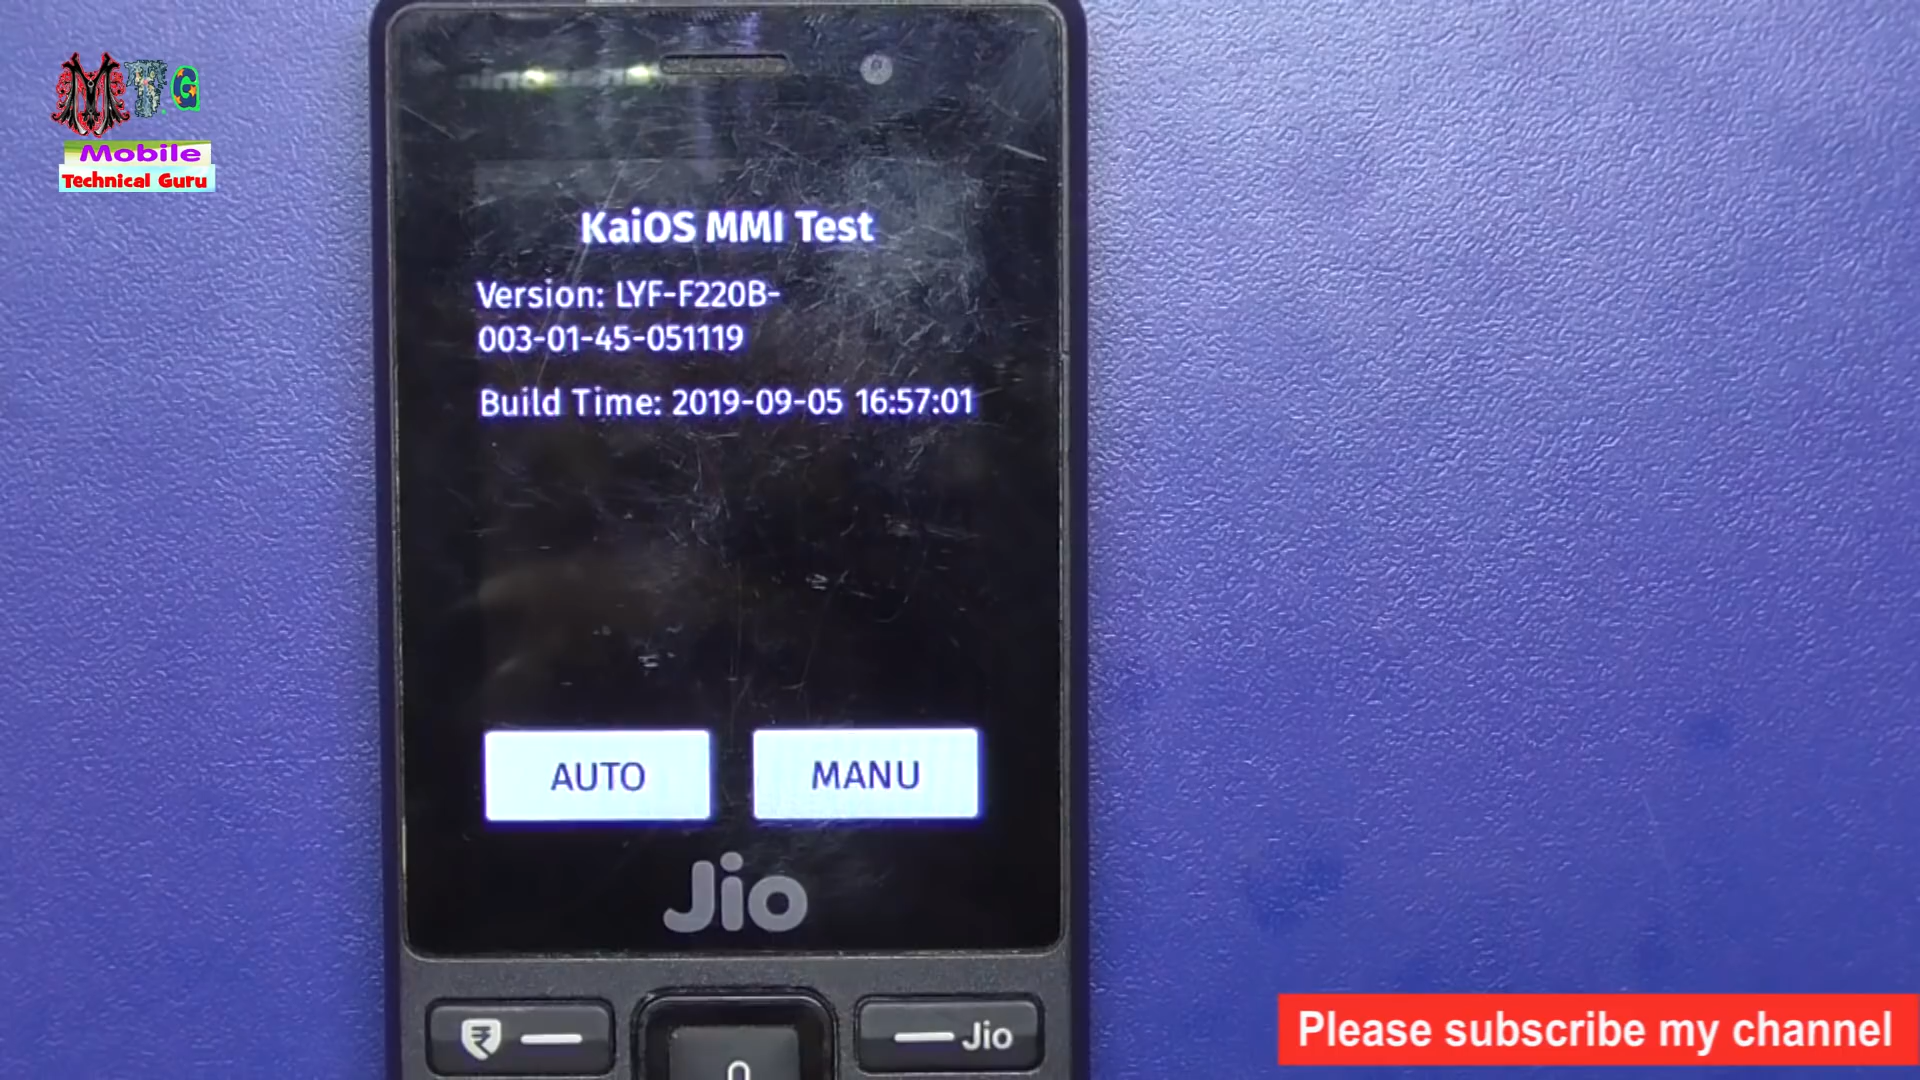 MTG
Mobile
Technical Guru
KaiOS MMI Test
Version: LYF-F220B-
003-01-45-051119
Build Time: 2019-09-05 16:57:01
AUTO
MANU
Jio
Jio
Please subscribe my channel